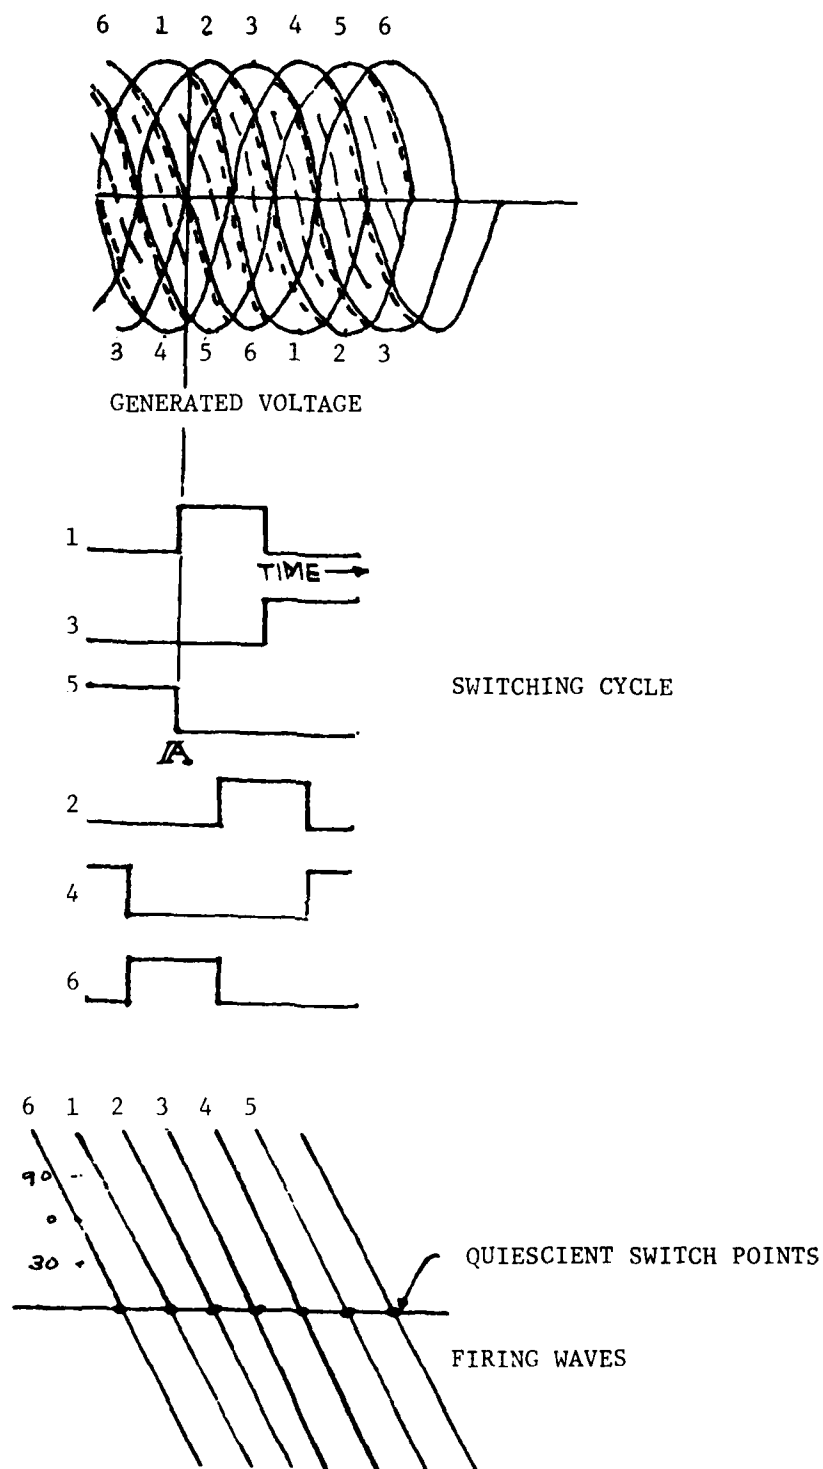 6 1 2 3 4 5 6
3 4 5 6 1 2 3
GENERATED VOLTAGE
1
TIME
3
5
SWITCHING CYCLE
A
2
4
6
6 1 2 3 4 5
90
0
30
QUIESCIENT SWITCH POINTS
FIRING WAVES